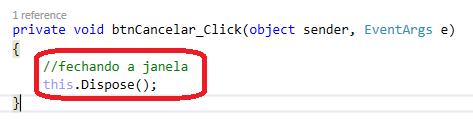 1 reference
private void btnCancelar_Click(object sender, EventArgs e)
{
//fechando a janela
this.Dispose();
}